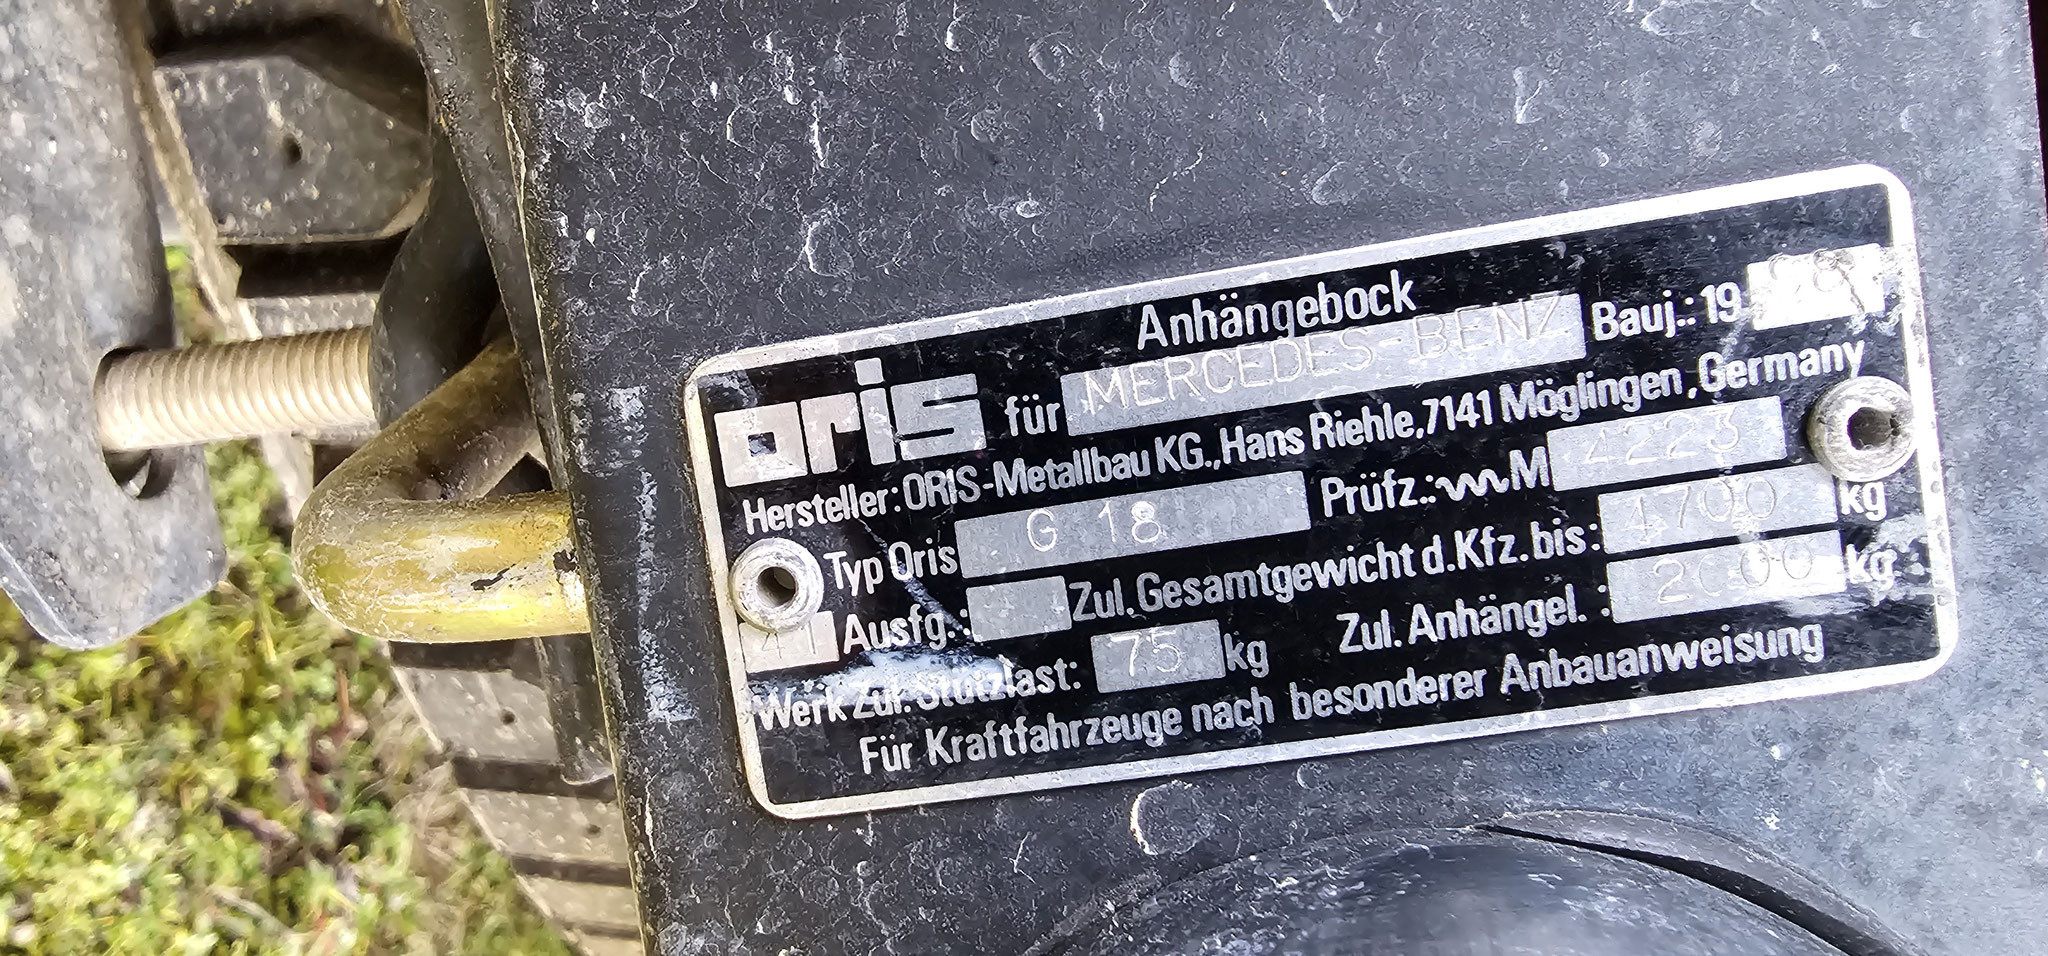 Anhängebock
oris für MERCEDES-BENZ Bauj.: 19 88
Hersteller: ORIS-Metallbau KG., Hans Riehle, 7141 Möglingen, Germany
Typ Oris G 18 Prüfz.: M 4223
41 Ausfg.: Zul. Gesamtgewicht d. Kfz. bis: 4700 kg
Werk Zul. Stützlast: 75 kg Zul. Anhängel. : 2000 kg
Für Kraftfahrzeuge nach besonderer Anbauanweisung